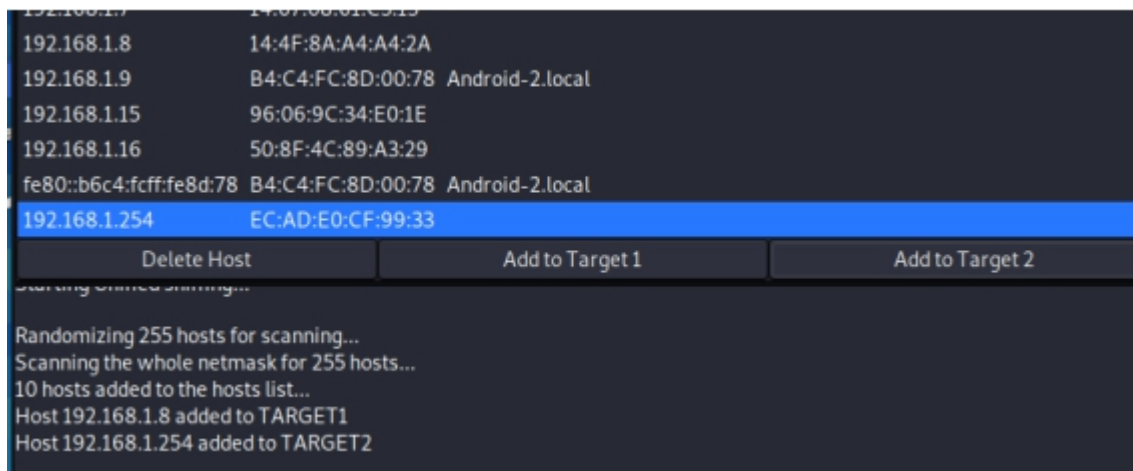 192.168.1.8 14:4F:8A:A4:A4:2A
192.168.1.9 B4:C4:FC:8D:00:78 Android-2.local
192.168.1.15 96:06:9C:34:E0:1E
192.168.1.16 50:8F:4C:89:A3:29
fe80::b6c4:fcff:fe8d:78 B4:C4:FC:8D:00:78 Android-2.local
192.168.1.254 EC:AD:E0:CF:99:33
Delete Host Add to Target 1 Add to Target 2
Starting Unified sniffing...
Randomizing 255 hosts for scanning...
Scanning the whole netmask for 255 hosts...
10 hosts added to the hosts list...
Host 192.168.1.8 added to TARGET1
Host 192.168.1.254 added to TARGET2